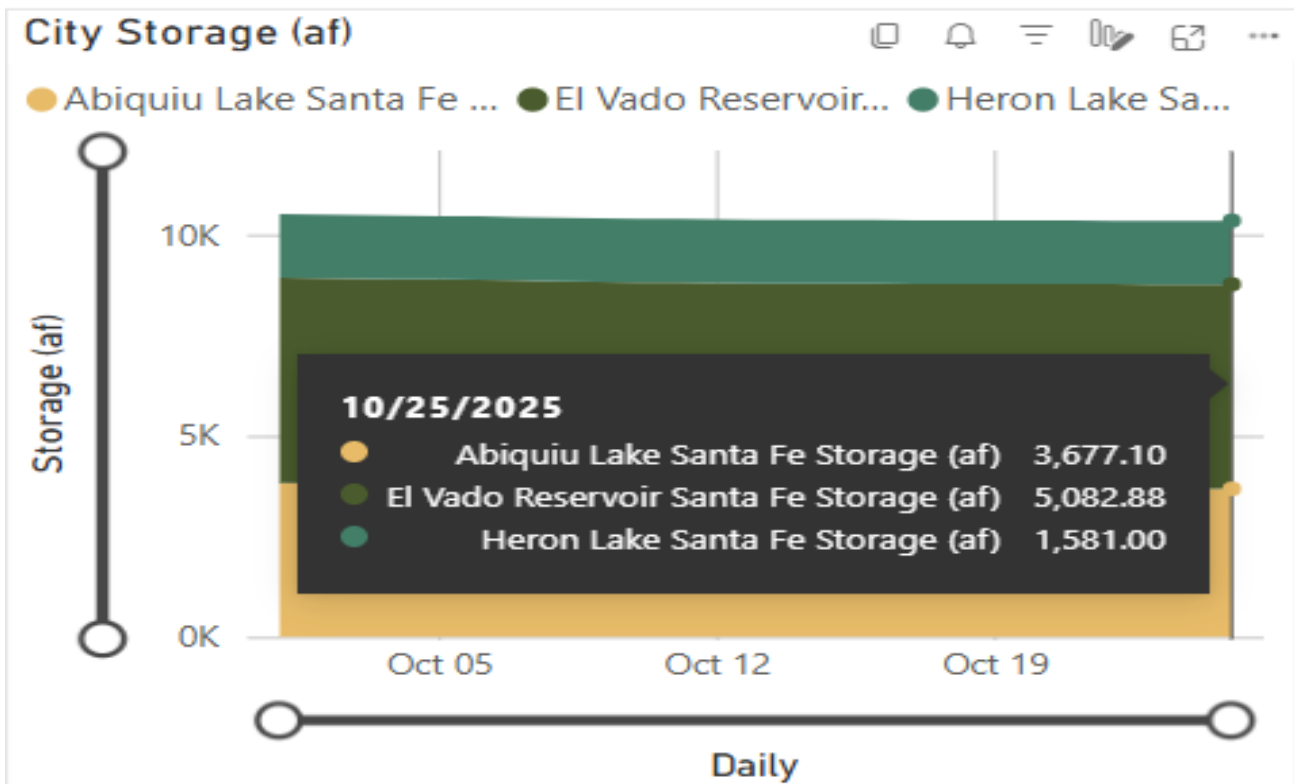 City Storage (af)
Abiquiu Lake Santa Fe ... El Vado Reservoir... Heron Lake Sa...
10K
5K
0K
Storage (af)
10/25/2025
Abiquiu Lake Santa Fe Storage (af) 3,677.10
El Vado Reservoir Santa Fe Storage (af) 5,082.88
Heron Lake Santa Fe Storage (af) 1,581.00
Oct 05 Oct 12 Oct 19
Daily